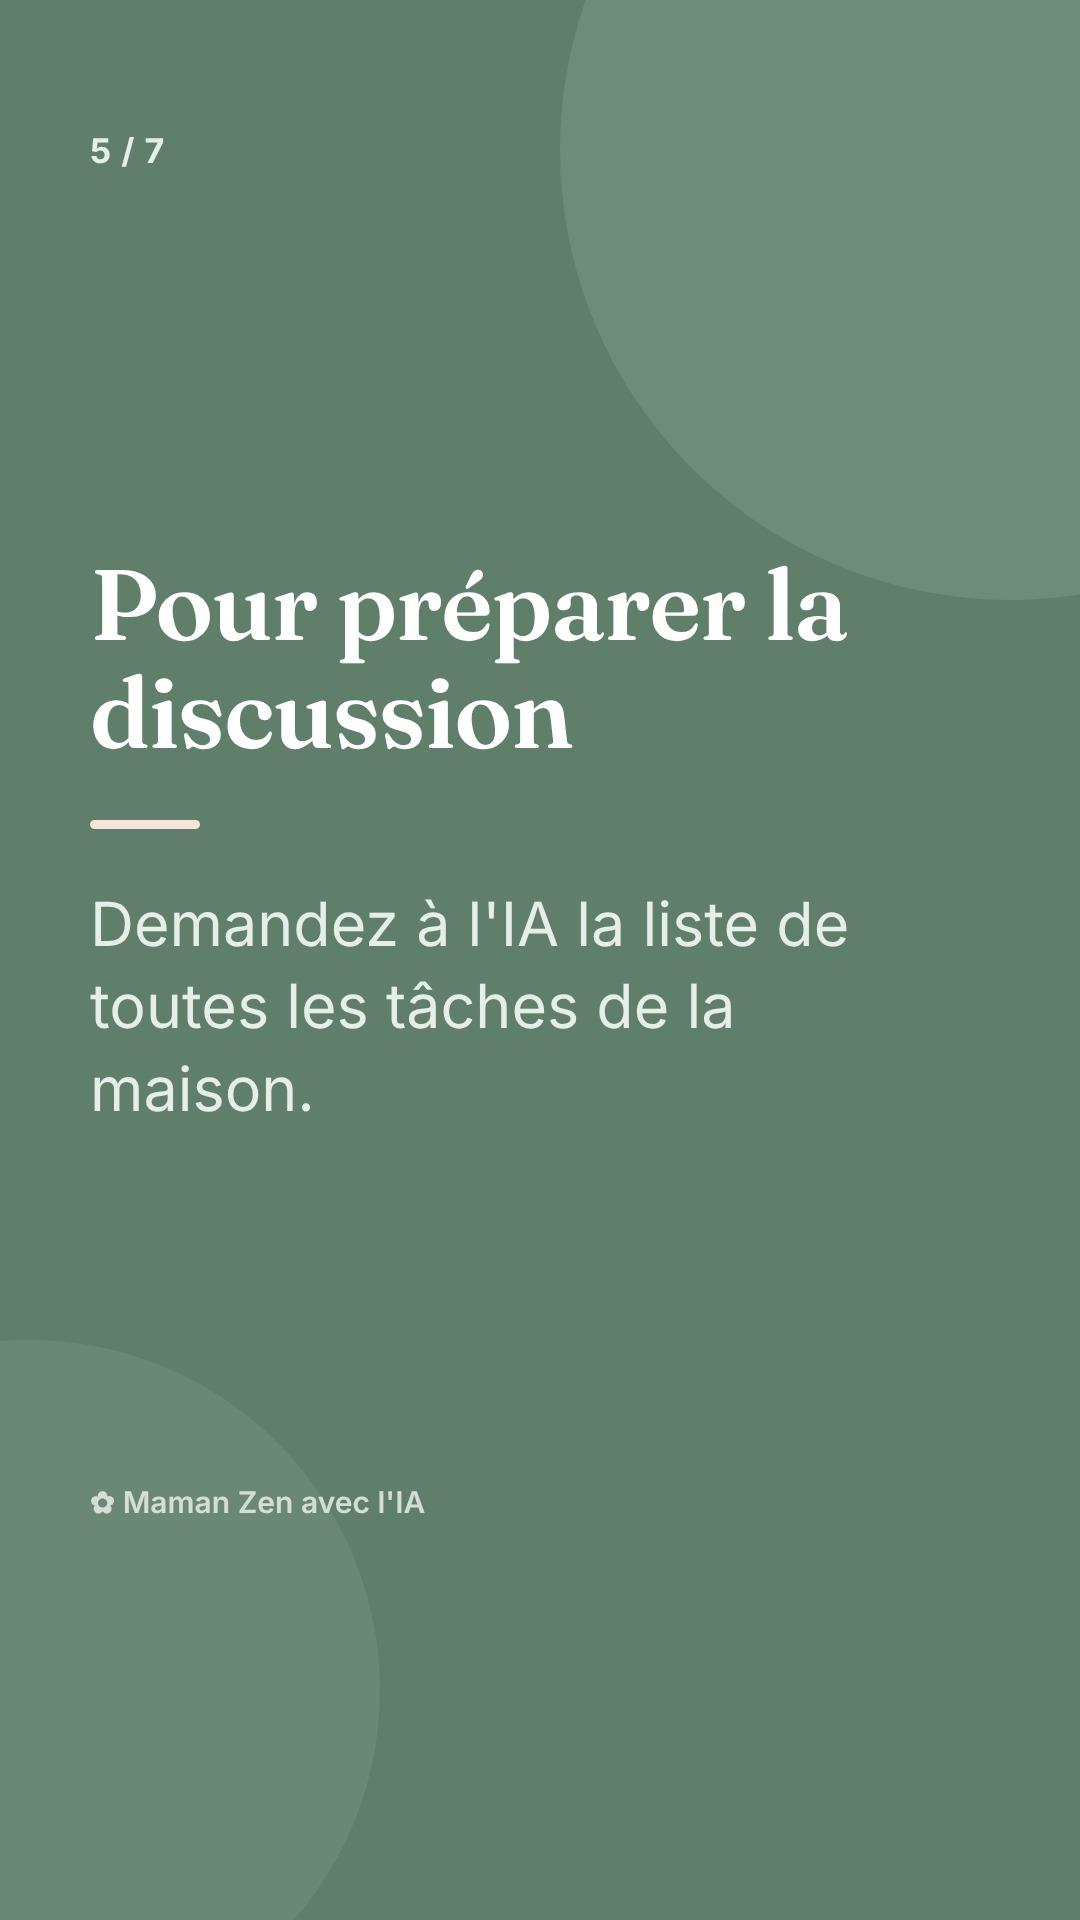 5 / 7
Pour préparer la
discussion
Demandez à l'IA la liste de
toutes les tâches de la
maison.
✿ Maman Zen avec l'IA